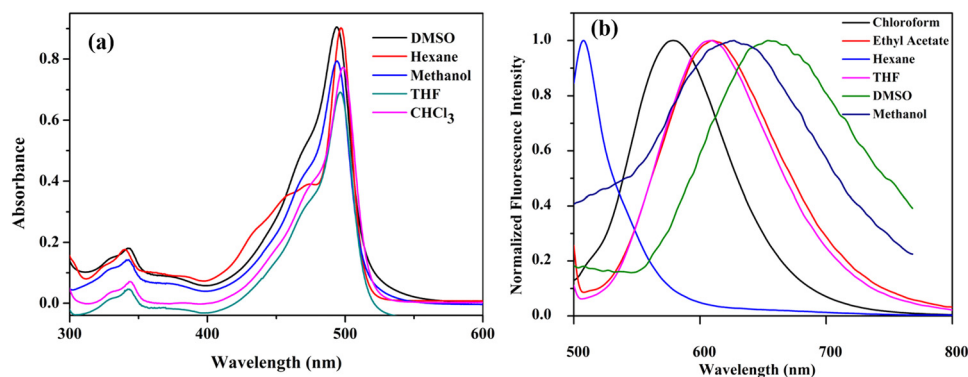 (a)
DMSO
Hexane
Methanol
THF
CHCl3
Absorbance
0.8
0.6
0.4
0.2
0.0
300
400
500
600
Wavelength (nm)
(b)
Chloroform
Ethyl Acetate
Hexane
THF
DMSO
Methanol
Normalized Fluorescence Intensity
1.0
0.8
0.6
0.4
0.2
0.0
500
600
700
800
Wavelength (nm)